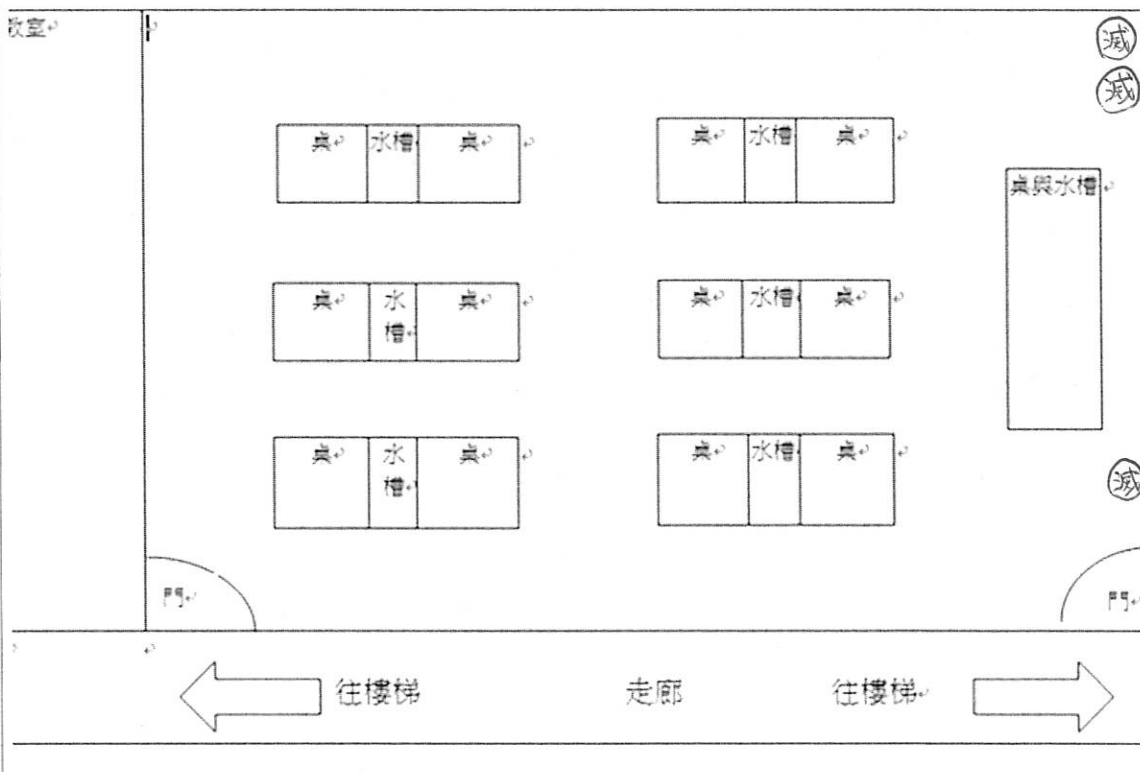 教室
滅
滅
桌 水槽 桌
桌 水槽 桌
桌與水槽
桌 水槽 桌
桌 水槽 桌
桌 水槽 桌
桌 水槽 桌
滅
門
門
往樓梯 走廊 往樓梯